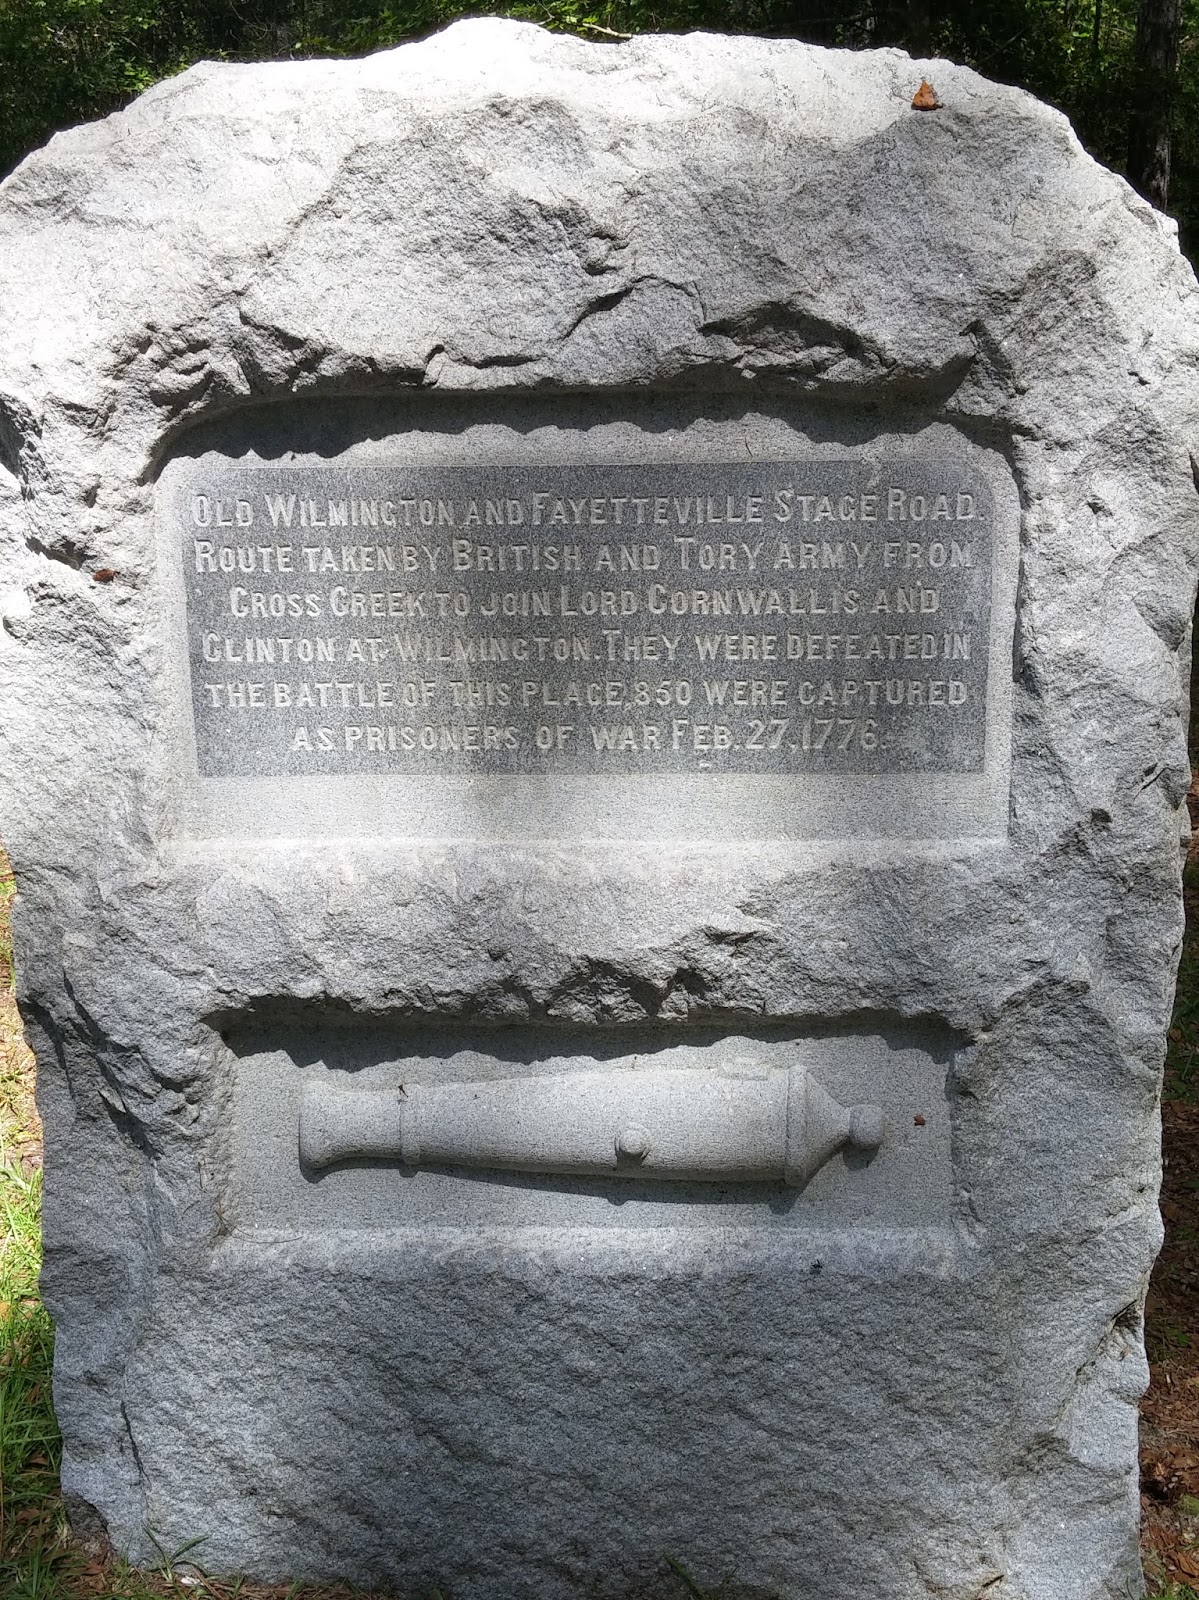 OLD WILMINGTON AND FAYETTEVILLE STAGE ROAD.
ROUTE TAKEN BY BRITISH AND TORY ARMY FROM
CROSS CREEK TO JOIN LORD CORNWALLIS AND
CLINTON AT WILMINGTON. THEY WERE DEFEATED IN
THE BATTLE OF THIS PLACE, 850 WERE CAPTURED
AS PRISONERS OF WAR FEB. 27, 1776.